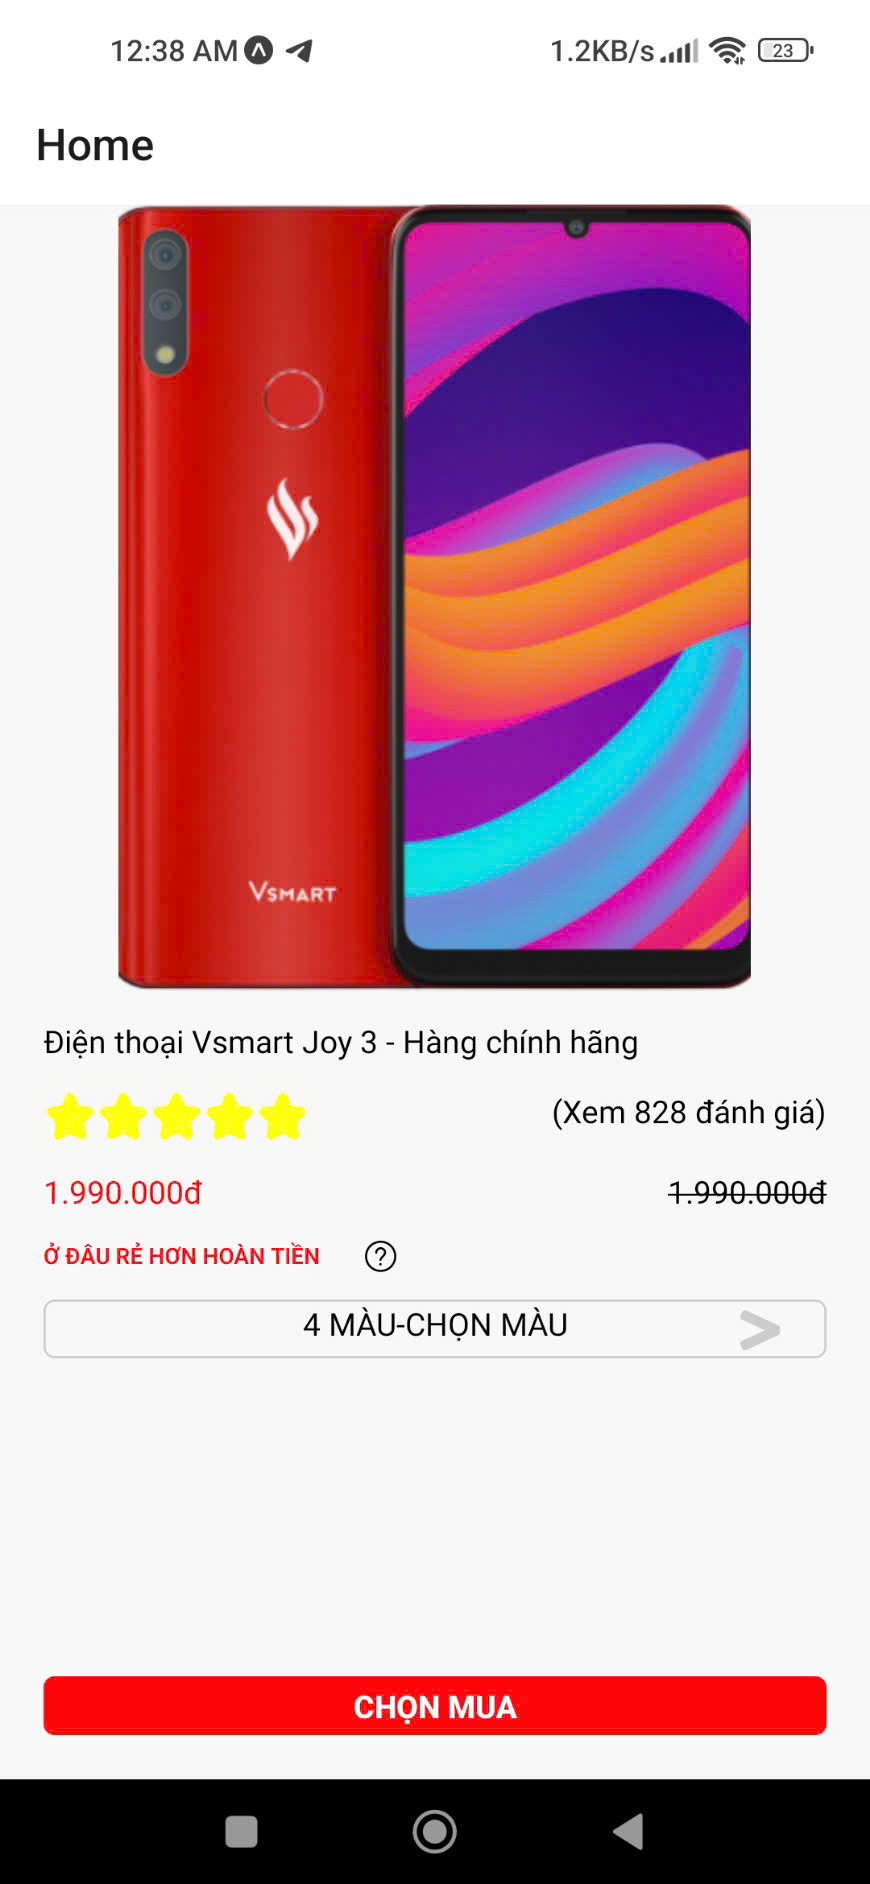 12:38 AM 1.2KB/s 23
Home
VSMART
Điện thoại Vsmart Joy 3 - Hàng chính hãng
(Xem 828 đánh giá)
1.990.000đ 1.990.000đ
Ở ĐÂU RẺ HƠN HOÀN TIỀN ?
4 MÀU-CHỌN MÀU >
CHỌN MUA